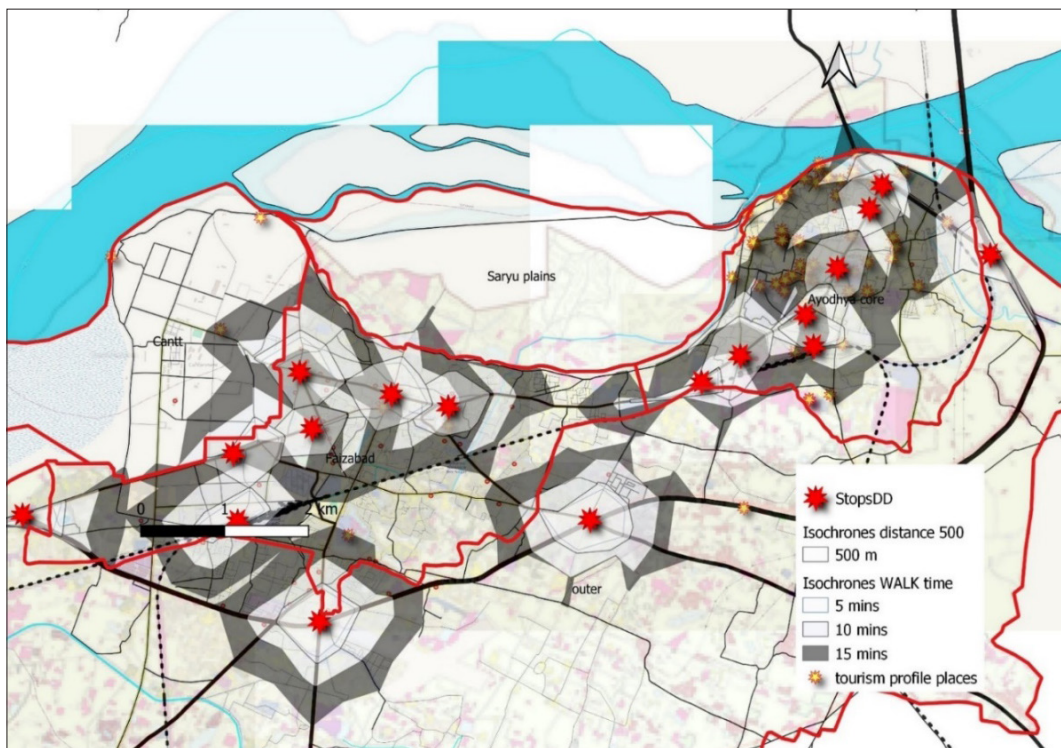 Saryu plains
Ayodhya-core
Cantt
Faizabad
0 1 2 km
outer
StopsDD
Isochrones distance 500
500 m
Isochrones WALK time
5 mins
10 mins
15 mins
tourism profile places